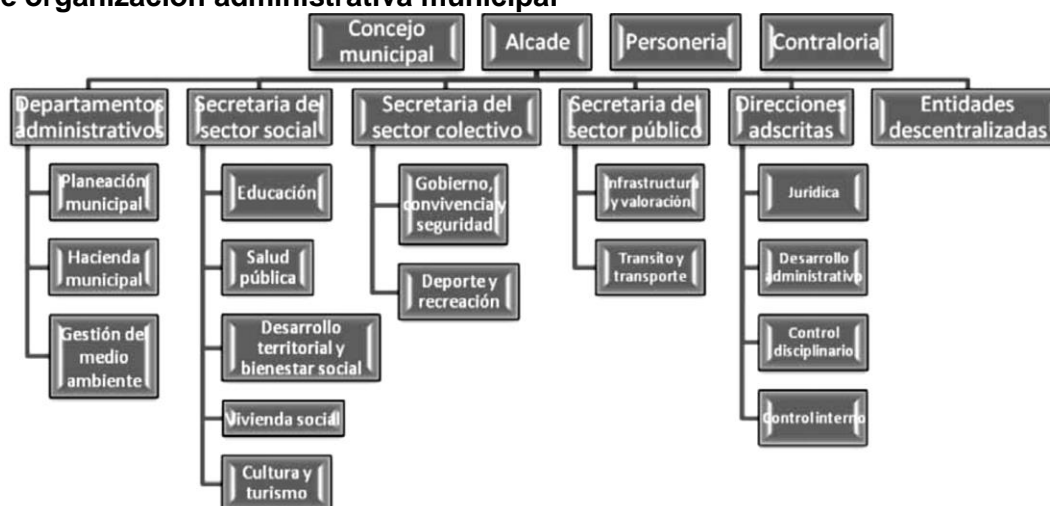 e organización administrativa municipal
Concejo
municipal
Alcade
Personeria
Contraloria
Departamentos
administrativos
Secretaria del
sector social
Secretaria del
sector colectivo
Secretaria del
sector público
Direcciones
adscritas
Entidades
descentralizadas
Planeación
municipal
Hacienda
municipal
Gestión de
medio
ambiente
Educación
Salud
pública
Desarrollo
territorial y
bienestar social
Vivienda social
Cultura y
turismo
Gobierno,
convivencia y
seguridad
Deporte y
recreación
Infrastructura
y valoración
Transito y
transporte
Juridica
Desarrollo
administrativo
Control
disciplinario
Control interno